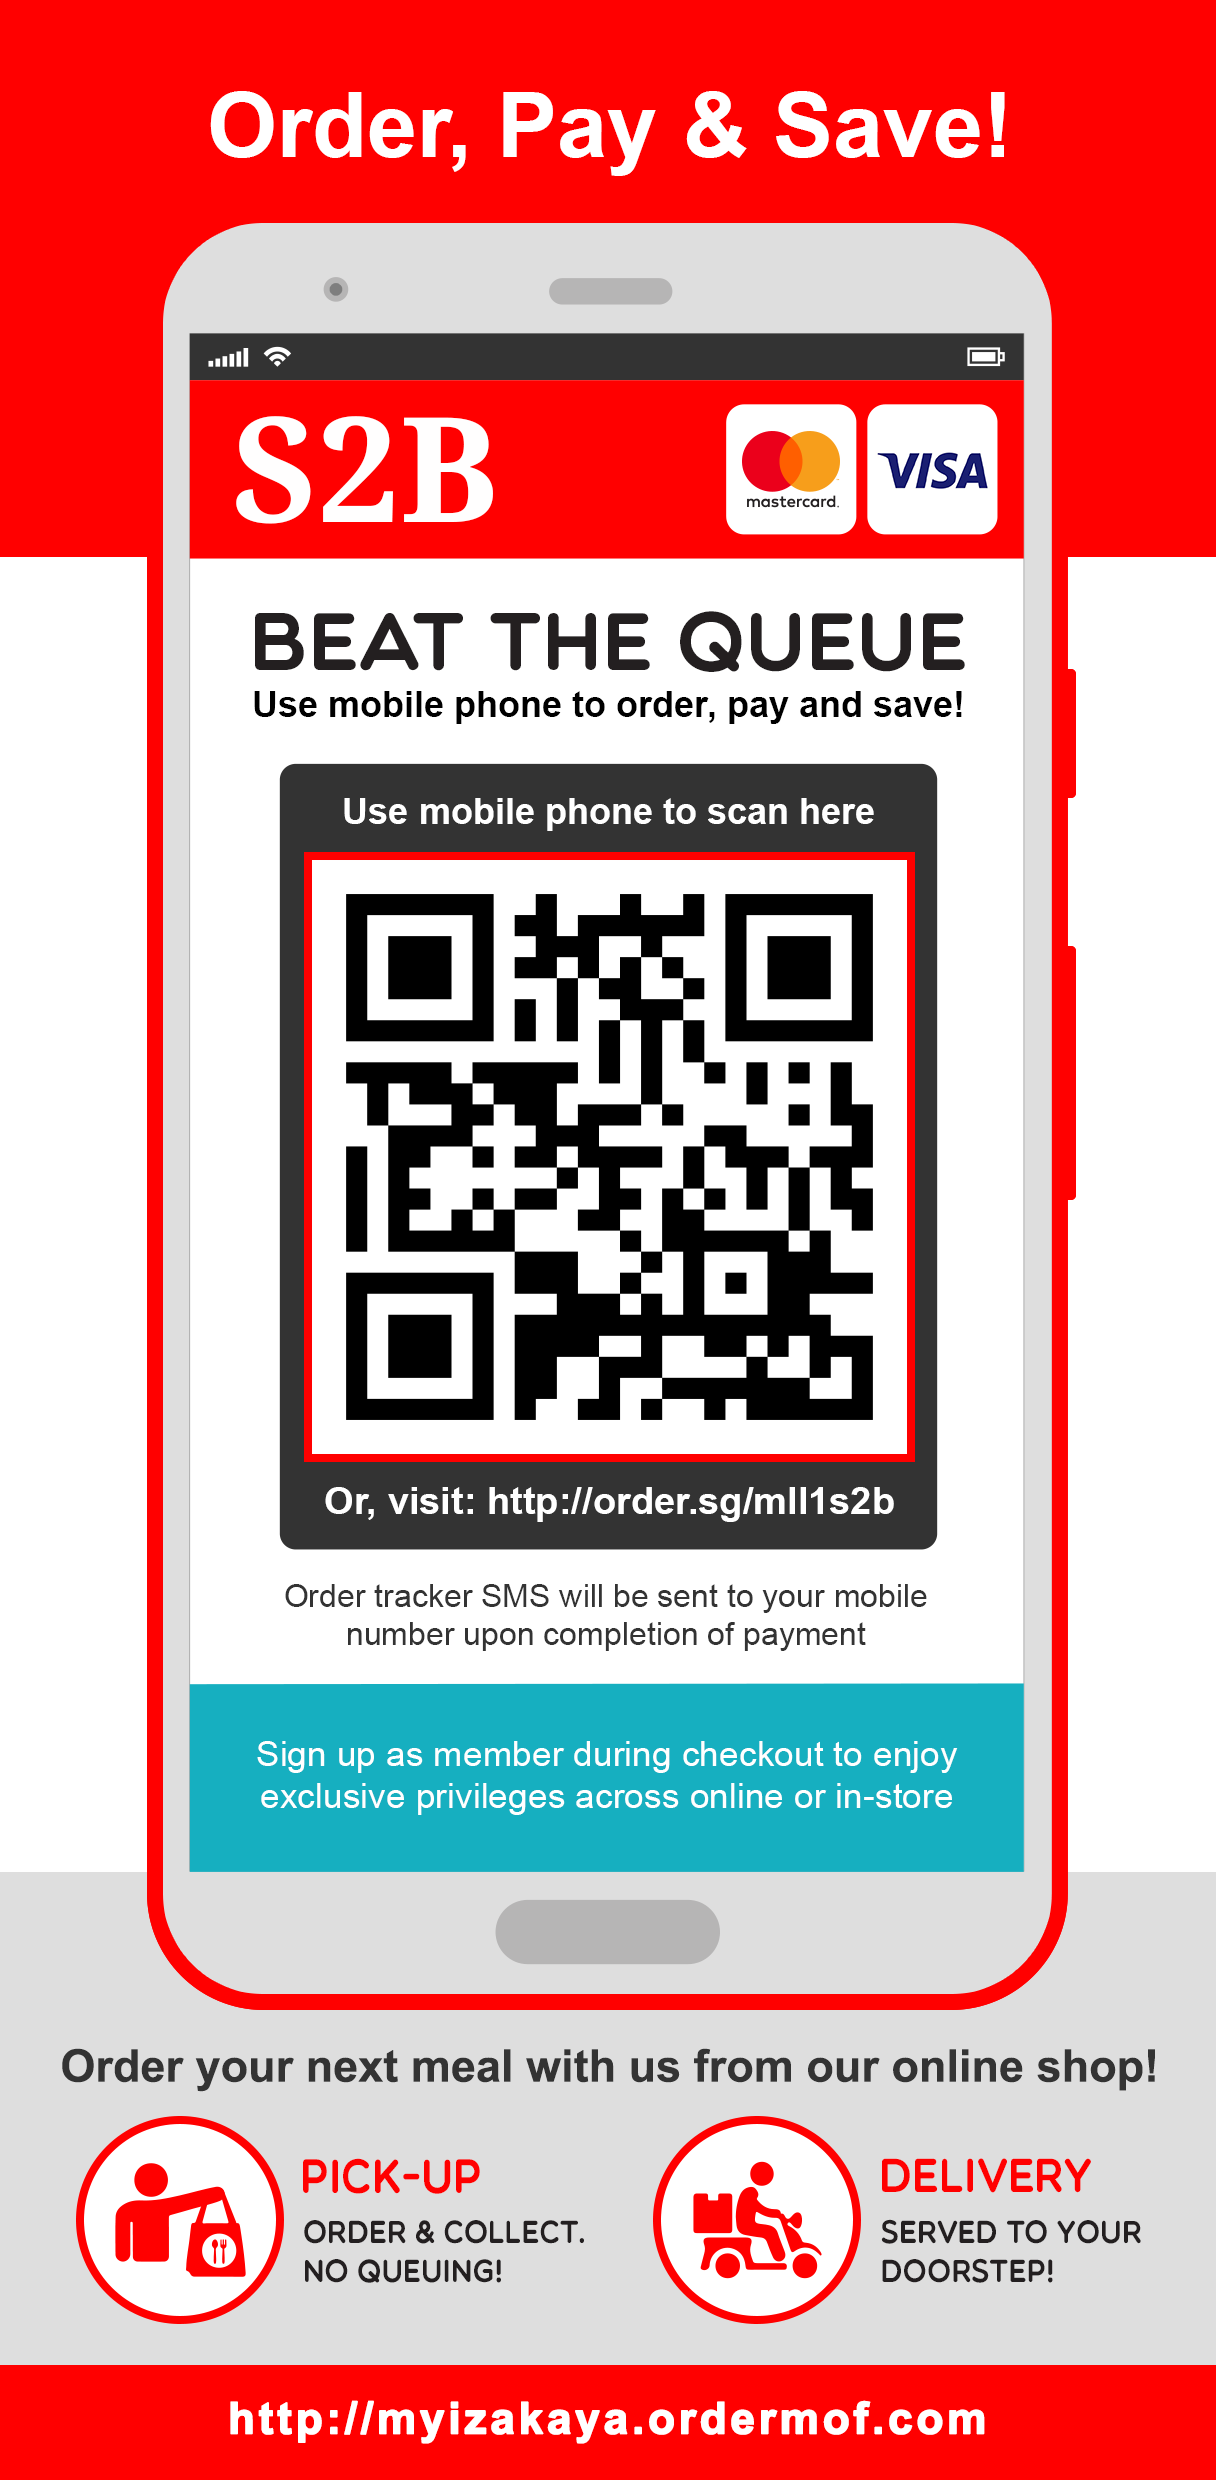 Order, Pay & Save!
S2B
mastercard.
VISA
BEAT THE QUEUE
Use mobile phone to order, pay and save!
Use mobile phone to scan here
Or, visit: http://order.sg/mll1s2b
Order tracker SMS will be sent to your mobile
number upon completion of payment
Sign up as member during checkout to enjoy
exclusive privileges across online or in-store
Order your next meal with us from our online shop!
PICK-UP
ORDER & COLLECT.
NO QUEUING!
DELIVERY
SERVED TO YOUR
DOORSTEP!
http://myizakaya.ordermof.com